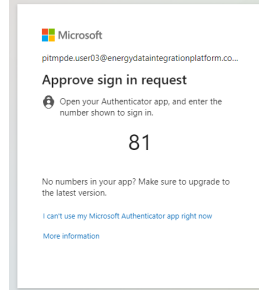 Microsoft
pitmpde.user03@energydataintegrationplatform.co...
Approve sign in request
Open your Authenticator app, and enter the
number shown to sign in.
81
No numbers in your app? Make sure to upgrade to
the latest version.
I can't use my Microsoft Authenticator app right now
More information